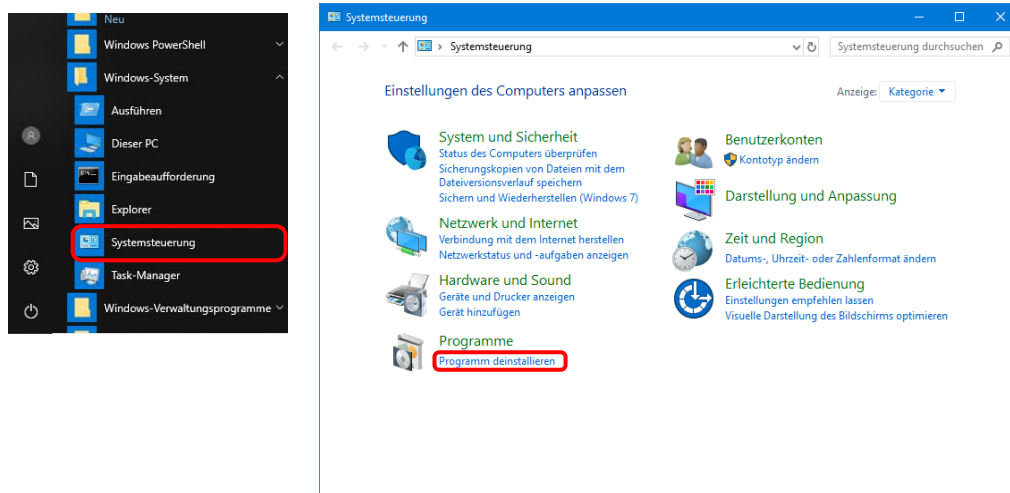 Neu
Windows PowerShell
Windows-System
Ausführen
Dieser PC
Eingabeaufforderung
Explorer
Systemsteuerung
Task-Manager
Windows-Verwaltungsprogramme
Systemsteuerung
Systemsteuerung
Systemsteuerung durchsuchen
Einstellungen des Computers anpassen
Anzeige: Kategorie
System und Sicherheit
Status des Computers überprüfen
Sicherungskopien von Dateien mit dem
Dateiversionsverlauf speichern
Sichern und Wiederherstellen (Windows 7)
Netzwerk und Internet
Verbindung mit dem Internet herstellen
Netzwerkstatus und -aufgaben anzeigen
Hardware und Sound
Geräte und Drucker anzeigen
Gerät hinzufügen
Programme
Programm deinstallieren
Benutzerkonten
Kontotyp ändern
Darstellung und Anpassung
Zeit und Region
Datums-, Uhrzeit- oder Zahlenformat ändern
Erleichterte Bedienung
Einstellungen empfehlen lassen
Visuelle Darstellung des Bildschirms optimieren